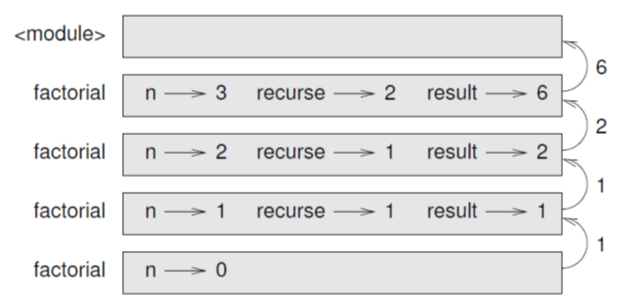 <module>
6
factorial n 3 recurse 2 result 6
2
factorial n 2 recurse 1 result 2
1
factorial n 1 recurse 1 result 1
1
factorial n 0